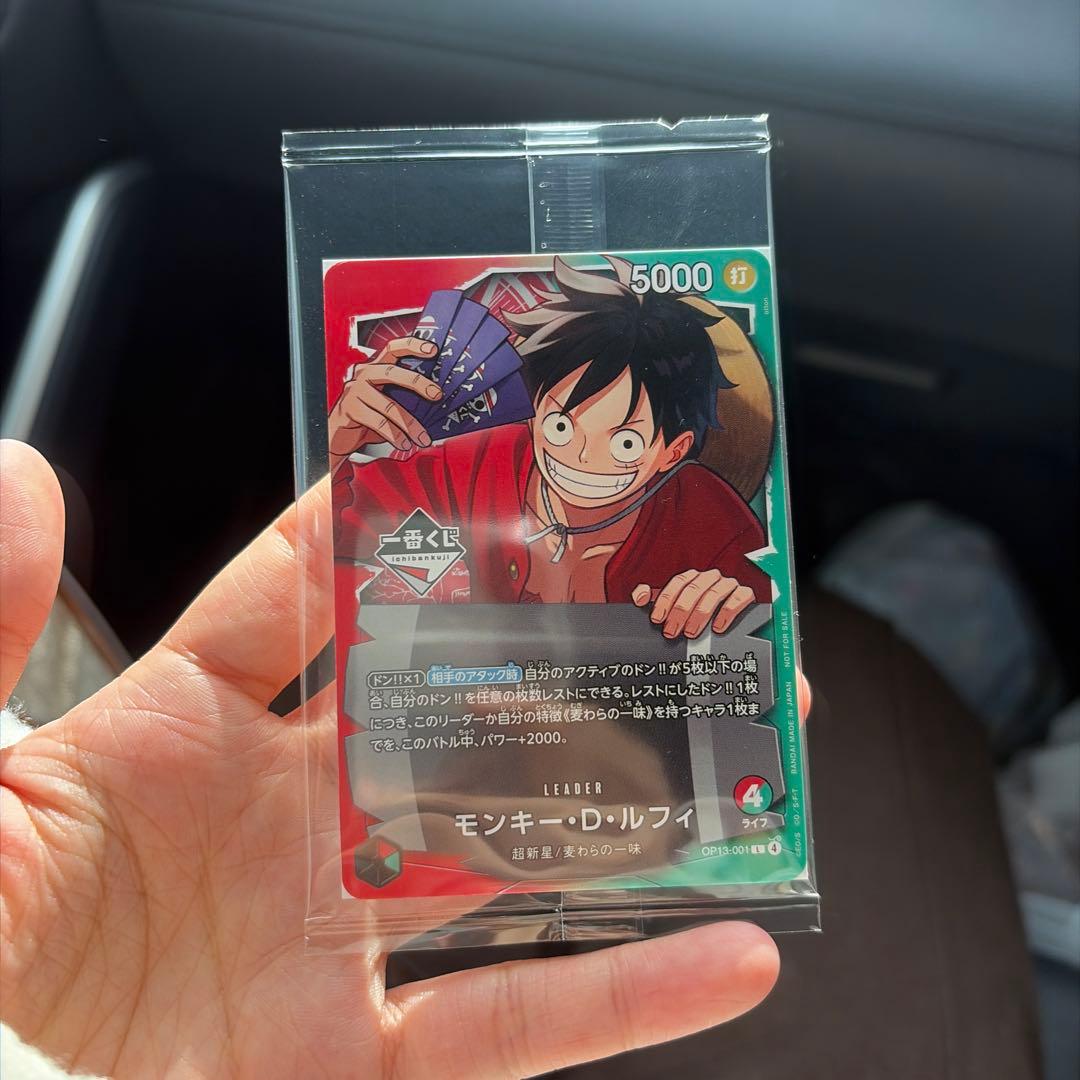 5000 打
一番くじ
ichibankuji
ドン!!×1 相手のアタック時 自分のアクティブのドン!!が5枚以下の場
合、自分のドン!!を任意の枚数レストにできる。レストにしたドン!!1枚
につき、このリーダーか自分の特徴《麦わらの一味》を持つキャラ1枚ま
でを、このバトル中、パワー+2000。
LEADER
モンキー・D・ルフィ
超新星/麦わらの一味
4
ライフ
OP13-001 L 4
©E.O/S. ©O/S・F・T BANDAI MADE IN JAPAN NOT FOR SALE